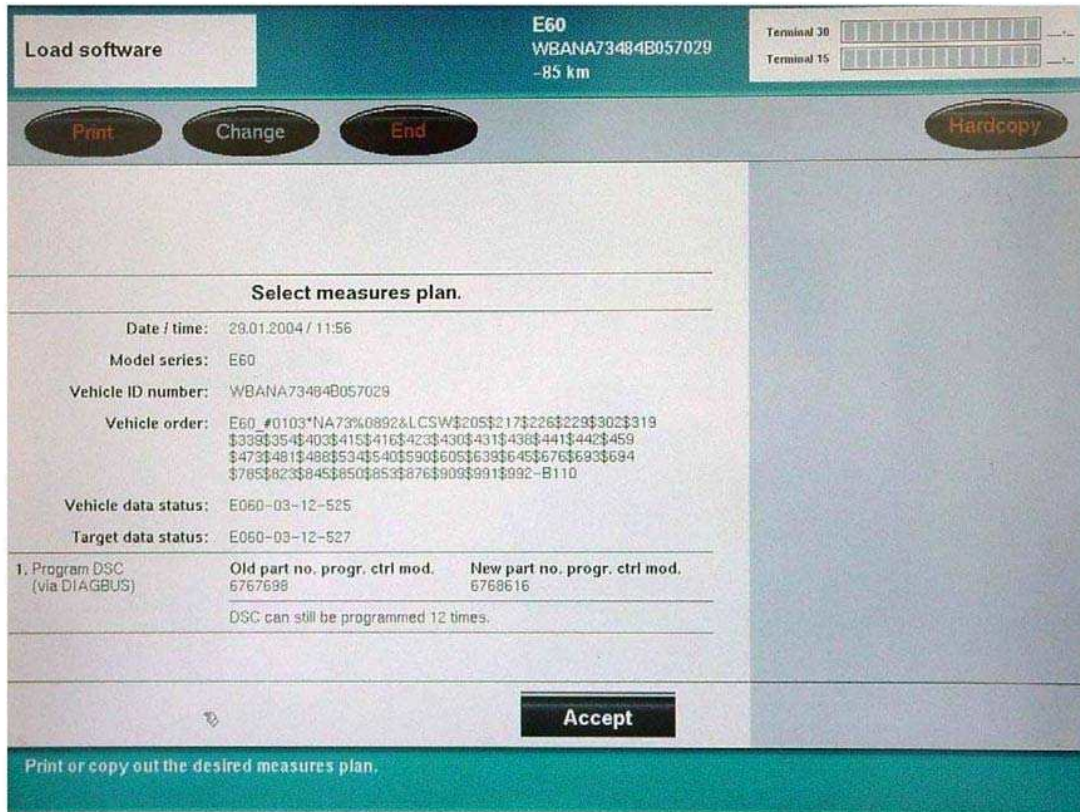 Load software
E60
WBANA73484B057029
-85 km
Terminal 30
Terminal 15
Print
Change
End
Hardcopy
Select measures plan.
Date / time: 29.01.2004 / 11:56
Model series: E60
Vehicle ID number: WBANA73484B057029
Vehicle order: E60_#0103*NA73%0892&LCSW$205$217$226$229$302$319
$339$354$403$415$416$423$430$431$438$441$442$459
$473$481$488$534$540$590$605$639$645$676$693$694
$785$823$845$850$853$876$909$991$992-B110
Vehicle data status: E060-03-12-525
Target data status: E060-03-12-527
1. Program DSC Old part no. progr. ctrl mod. New part no. progr. ctrl mod.
(via DIAGBUS) 6767698 6768616
DSC can still be programmed 12 times.
Accept
Print or copy out the desired measures plan.